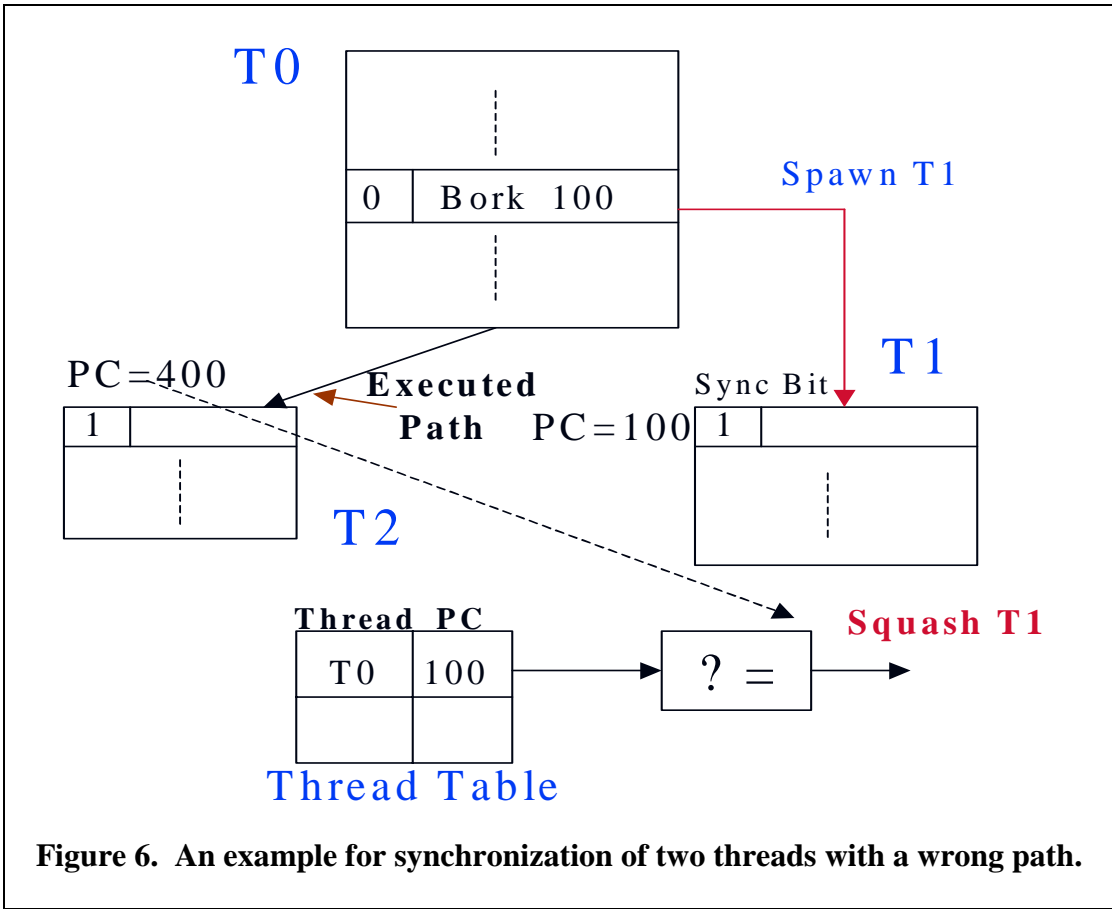 T0
Spawn T1
0 Bork 100
T1
PC=400
Executed
Path
Sync Bit
PC=100
1
1
T2
Thread PC
T0 100
? =
Squash T1
Thread Table
Figure 6. An example for synchronization of two threads with a wrong path.